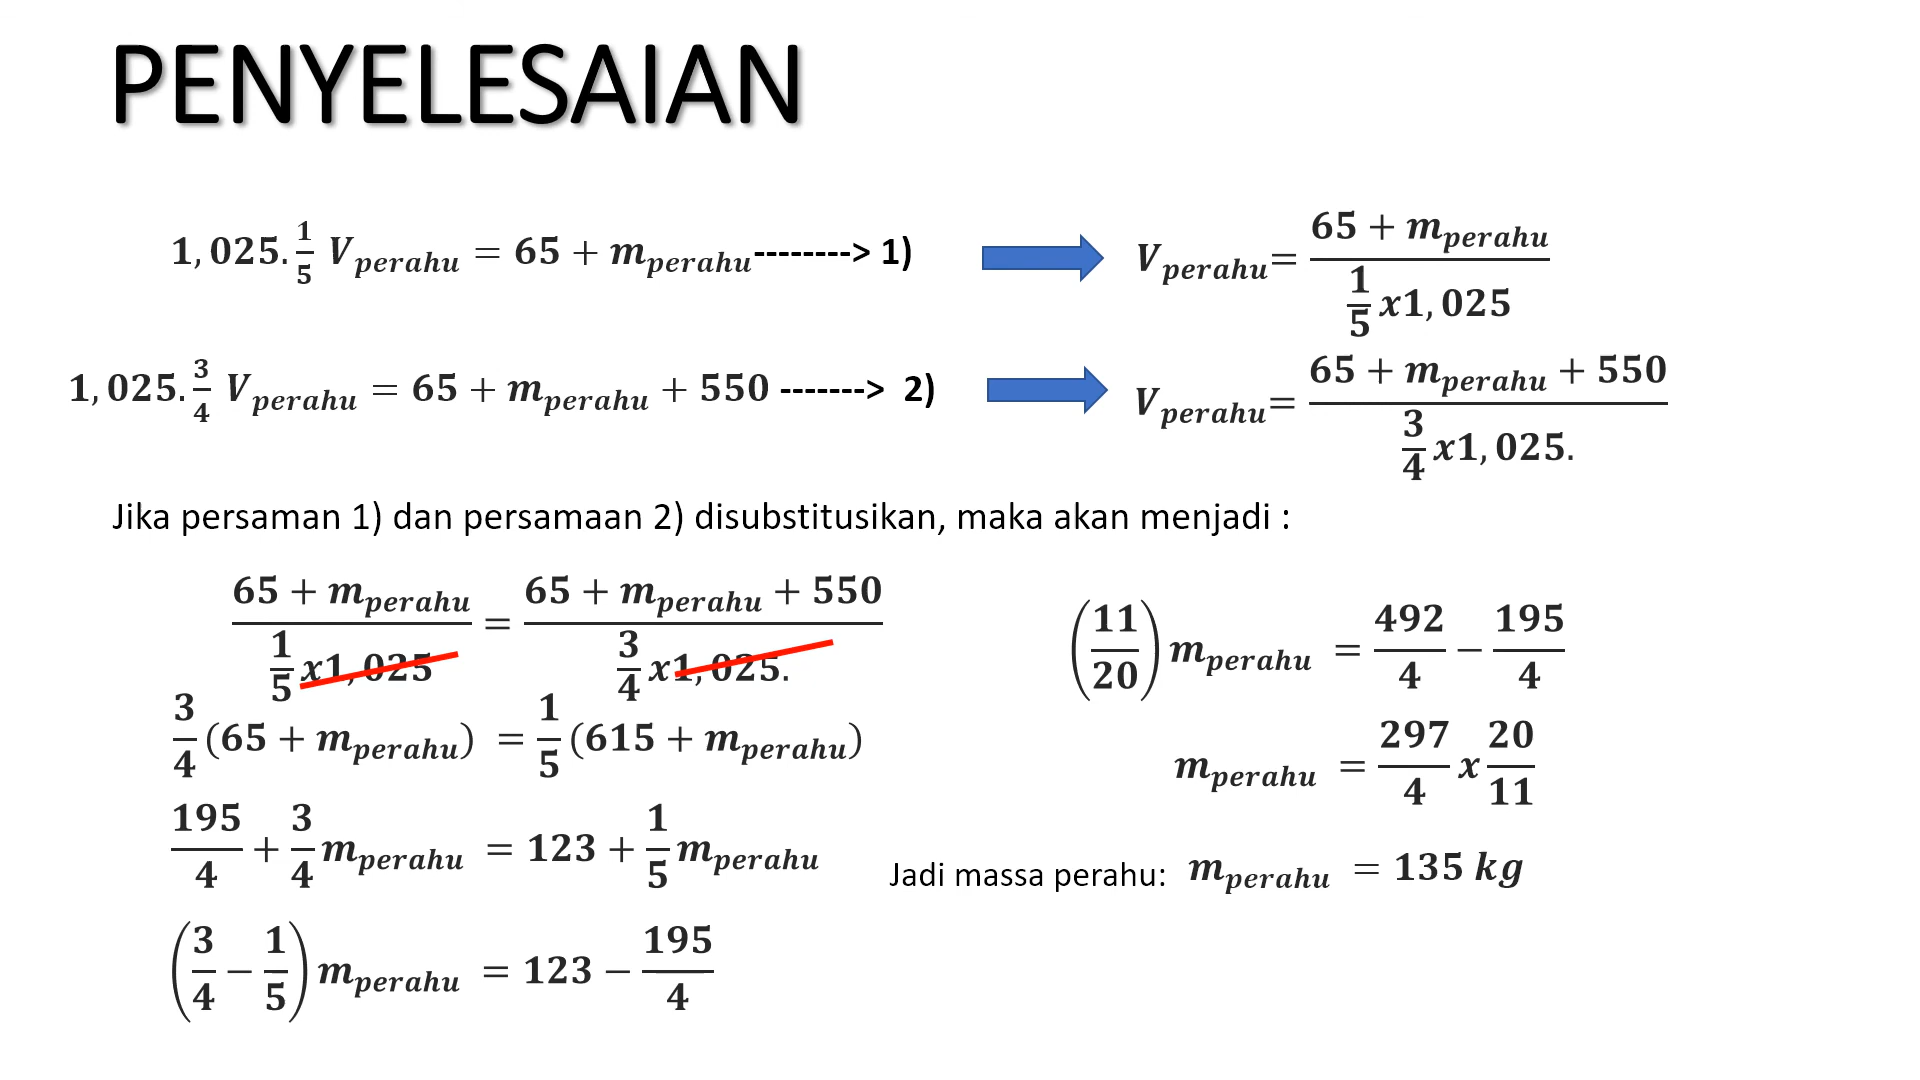 PENYELESAIAN
1,025. 1/5 V_perahu = 65 + m_perahu --------> 1)
V_perahu = (65 + m_perahu) / (1/5 x1,025)
1,025. 3/4 V_perahu = 65 + m_perahu + 550 -------> 2)
V_perahu = (65 + m_perahu + 550) / (3/4 x1,025.)
Jika persaman 1) dan persamaan 2) disubstitusikan, maka akan menjadi :
(65 + m_perahu) / (1/5 x1,025) = (65 + m_perahu + 550) / (3/4 x1,025.)
3/4 (65 + m_perahu) = 1/5 (615 + m_perahu)
195/4 + 3/4 m_perahu = 123 + 1/5 m_perahu
(3/4 − 1/5) m_perahu = 123 − 195/4
(11/20) m_perahu = 492/4 − 195/4
m_perahu = 297/4 x 20/11
Jadi massa perahu: m_perahu = 135 kg